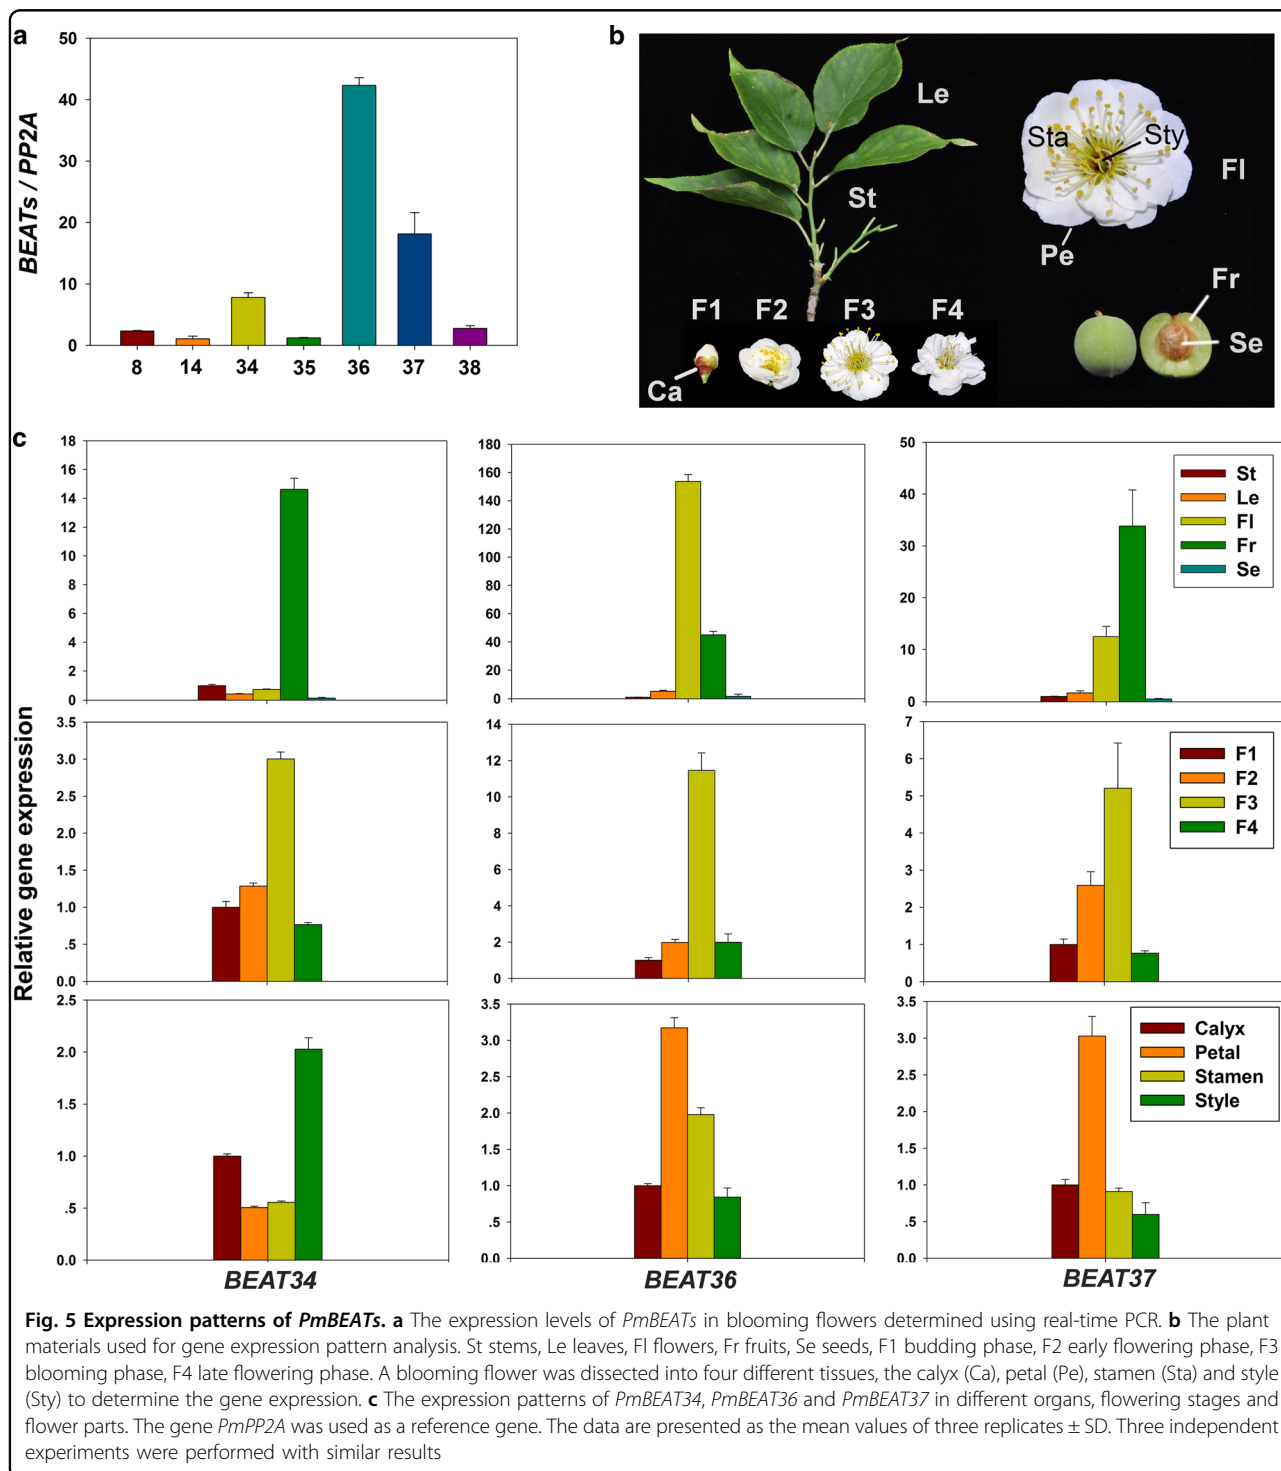 a
BEATs / PP2A
50
40
30
20
10
0
8 14 34 35 36 37 38
b
Le
St
Sta
Sty
Fl
Pe
F1 F2 F3 F4
Ca
Fr
Se
c
Relative gene expression
18
16
14
12
10
8
6
4
2
0
180
160
140
120
100
80
60
40
20
0
50
40
30
20
10
0
St
Le
Fl
Fr
Se
3.5
3.0
2.5
2.0
1.5
1.0
.5
0.0
14
12
10
8
6
4
2
0
7
6
5
4
3
2
1
0
F1
F2
F3
F4
2.5
2.0
1.5
1.0
.5
0.0
3.5
3.0
2.5
2.0
1.5
1.0
.5
0.0
3.5
3.0
2.5
2.0
1.5
1.0
.5
0.0
Calyx
Petal
Stamen
Style
BEAT34
BEAT36
BEAT37
Fig. 5 Expression patterns of PmBEATs. a The expression levels of PmBEATs in blooming flowers determined using real-time PCR. b The plant
materials used for gene expression pattern analysis. St stems, Le leaves, Fl flowers, Fr fruits, Se seeds, F1 budding phase, F2 early flowering phase, F3
blooming phase, F4 late flowering phase. A blooming flower was dissected into four different tissues, the calyx (Ca), petal (Pe), stamen (Sta) and style
(Sty) to determine the gene expression. c The expression patterns of PmBEAT34, PmBEAT36 and PmBEAT37 in different organs, flowering stages and
flower parts. The gene PmPP2A was used as a reference gene. The data are presented as the mean values of three replicates ± SD. Three independent
experiments were performed with similar results